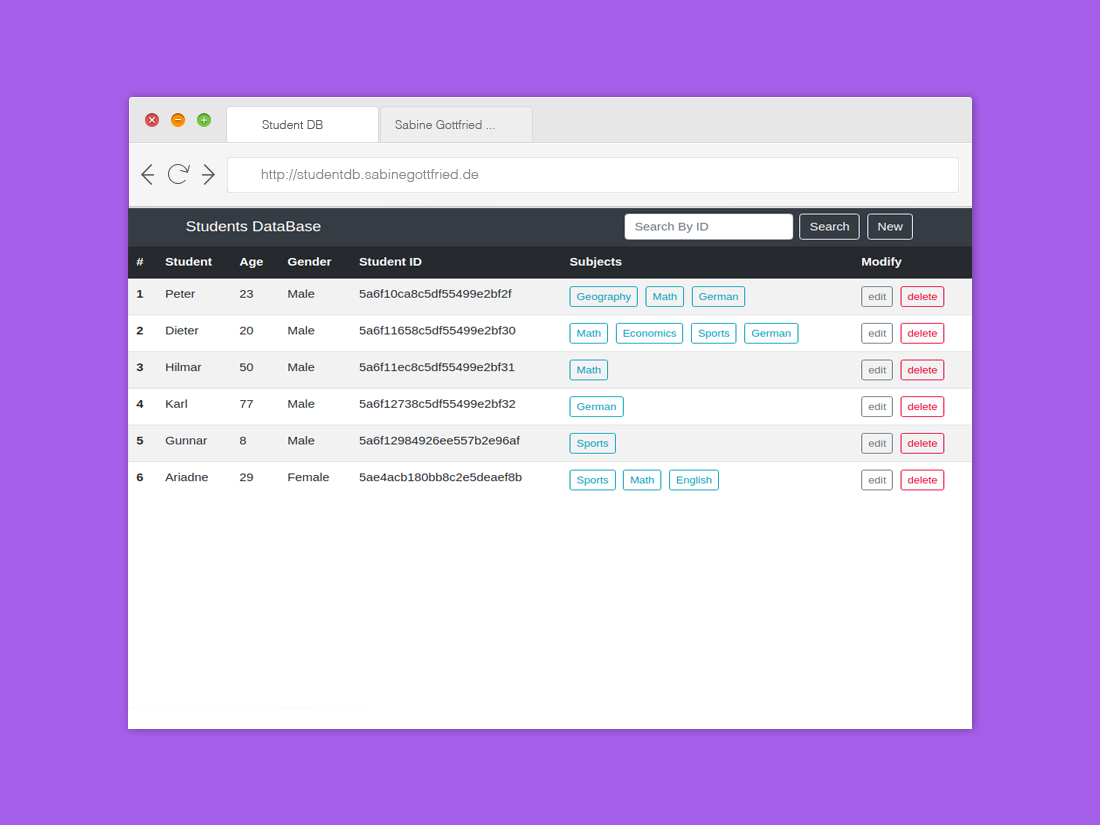 Student DB Sabine Gottfried ...
http://studentdb.sabinegottfried.de
Students DataBase Search By ID Search New
# Student Age Gender Student ID Subjects Modify
1 Peter 23 Male 5a6f10ca8c5df55499e2bf2f Geography Math German edit delete
2 Dieter 20 Male 5a6f11658c5df55499e2bf30 Math Economics Sports German edit delete
3 Hilmar 50 Male 5a6f11ec8c5df55499e2bf31 Math edit delete
4 Karl 77 Male 5a6f12738c5df55499e2bf32 German edit delete
5 Gunnar 8 Male 5a6f12984926ee557b2e96af Sports edit delete
6 Ariadne 29 Female 5ae4acb180bb8c2e5deaef8b Sports Math English edit delete